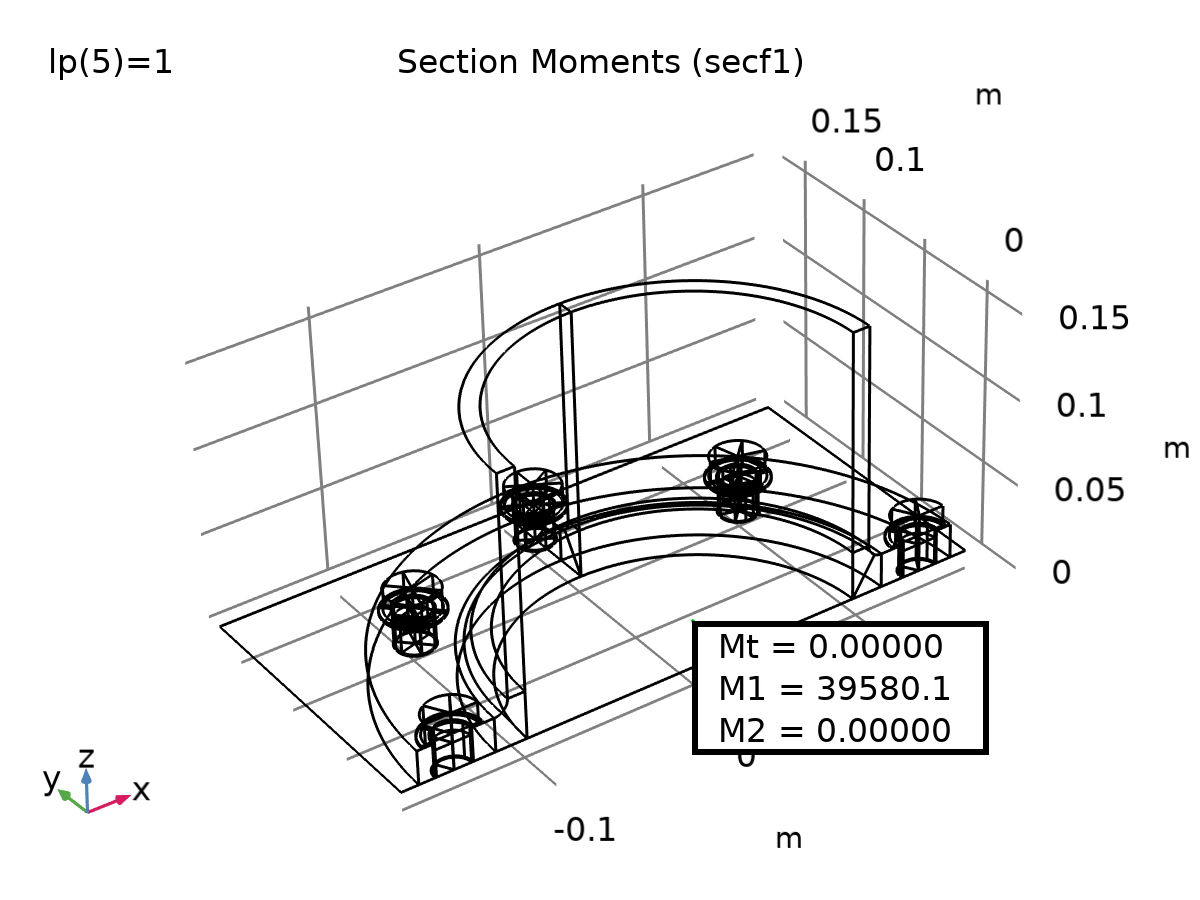 lp(5)=1
Section Moments (secf1)
m
0.15
0.1
0
0.15
0.1
m
0.05
0
Mt = 0.00000
M1 = 39580.1
M2 = 0.00000
0
z
y
x
-0.1
m